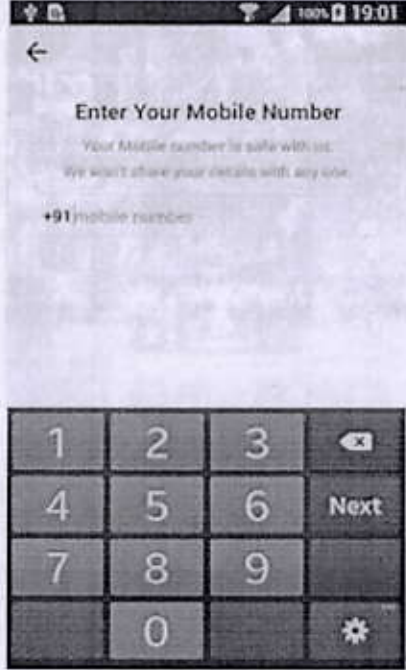 100% 19:01
Enter Your Mobile Number
Your Mobile number is safe with us.
We won't share your details with any one.
+91 mobile number
1 2 3
4 5 6 Next
7 8 9
0